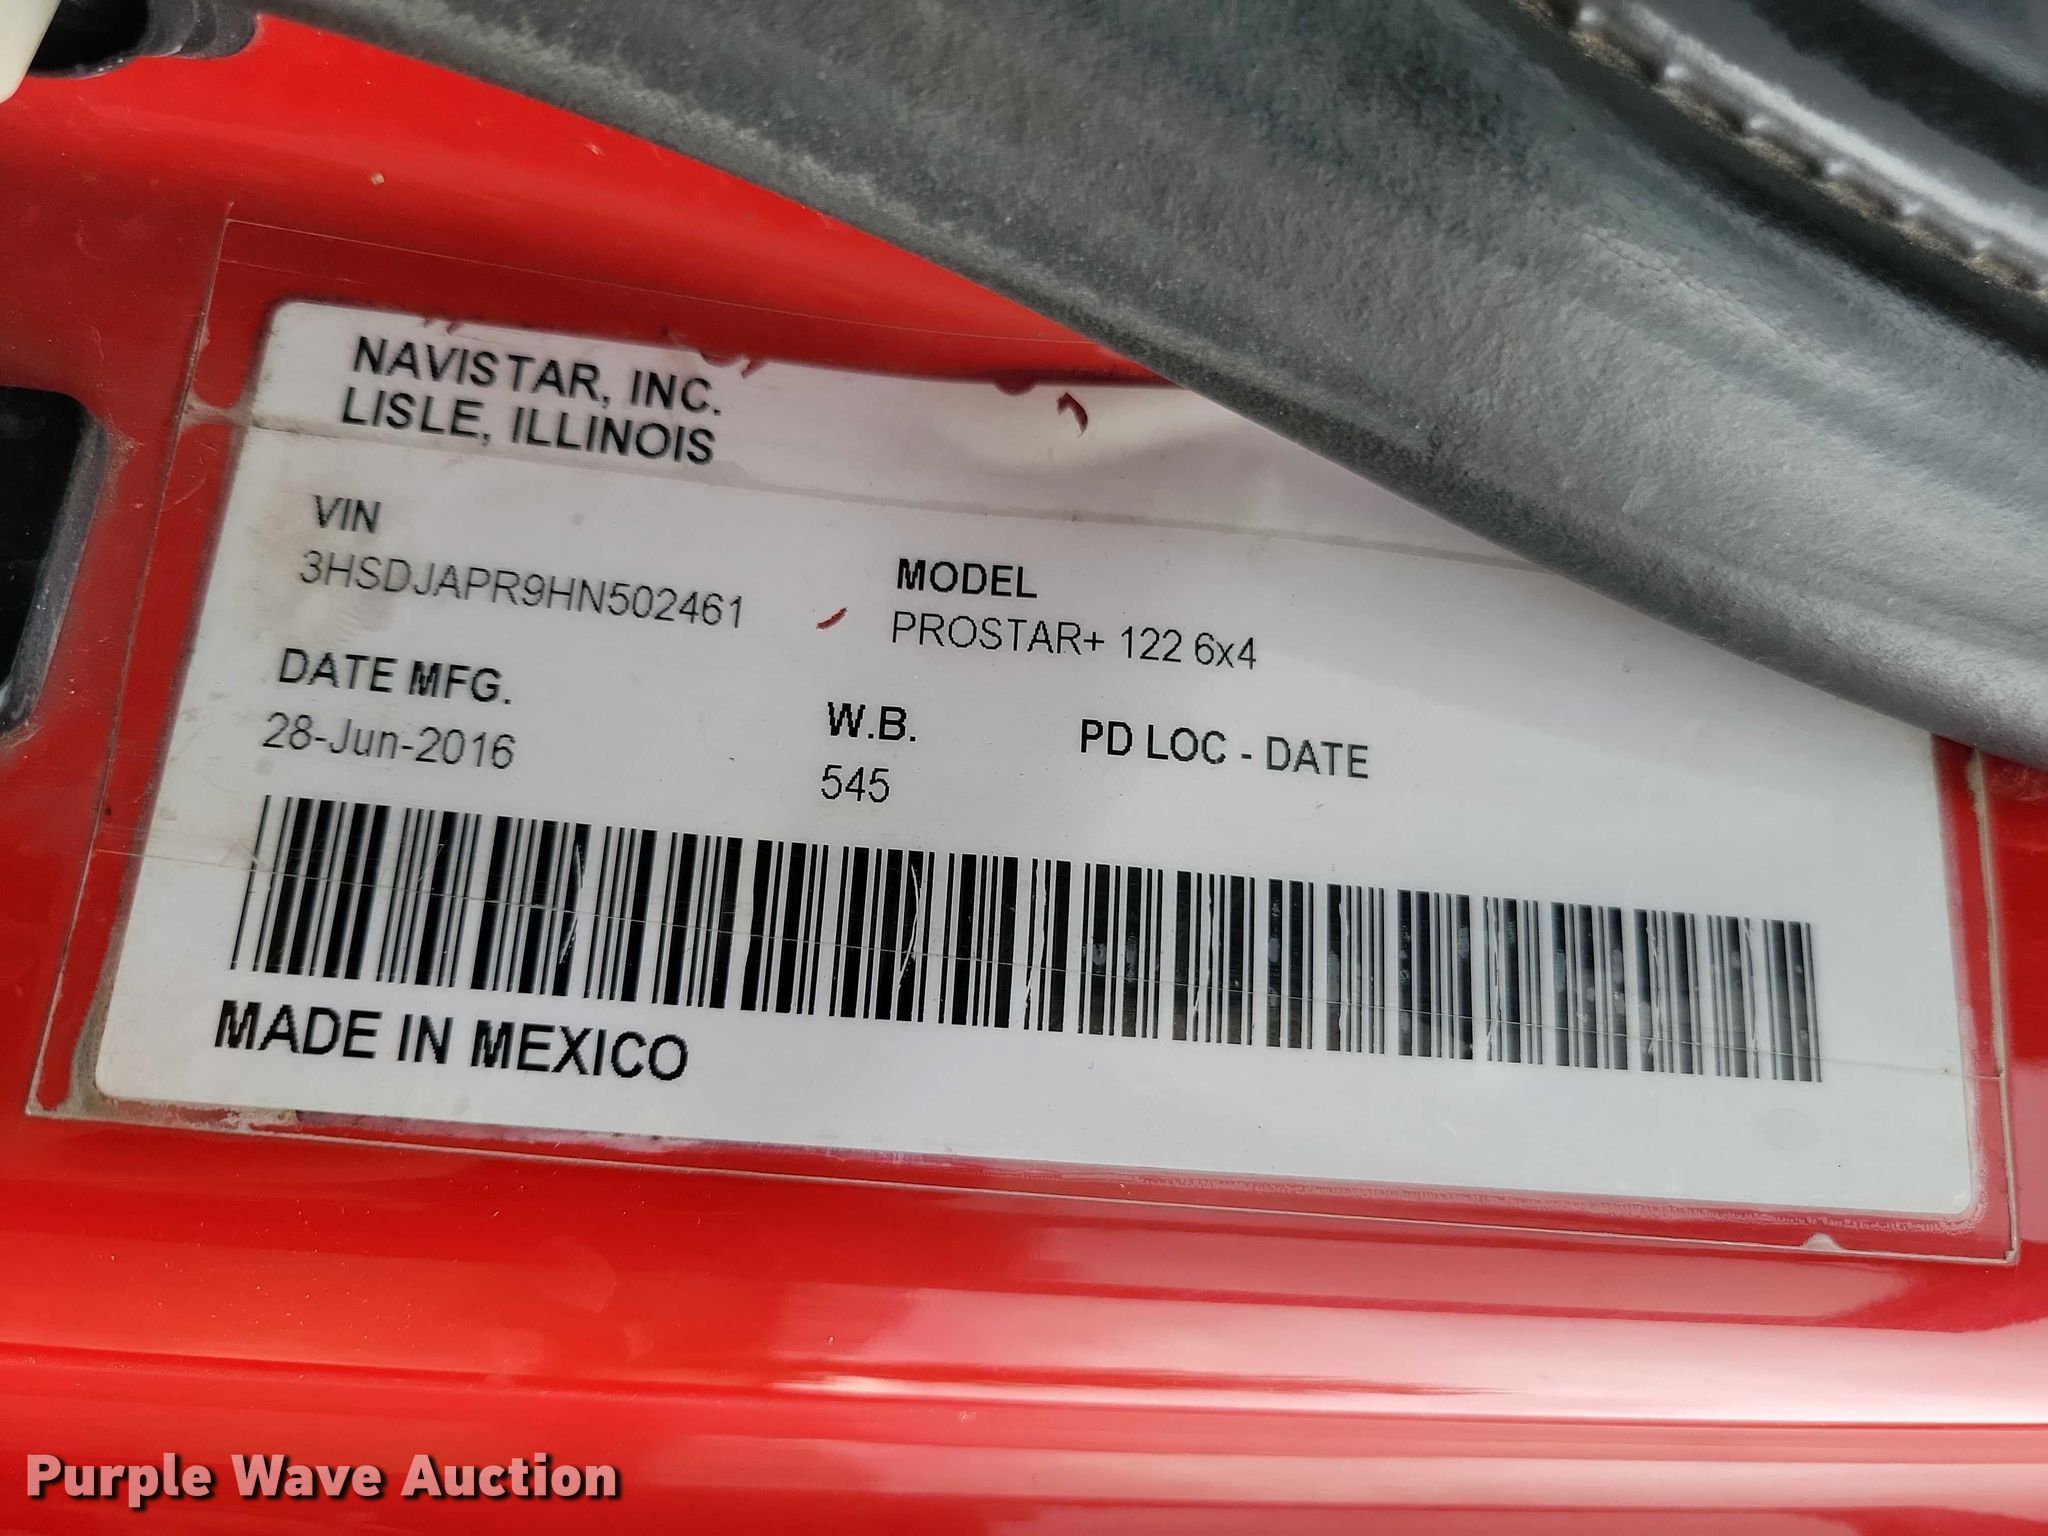 NAVISTAR, INC.
LISLE, ILLINOIS
VIN
3HSDJAPR9HN502461
MODEL
PROSTAR+ 122 6x4
DATE MFG.
28-Jun-2016
W.B.
545
PD LOC - DATE
MADE IN MEXICO
Purple Wave Auction